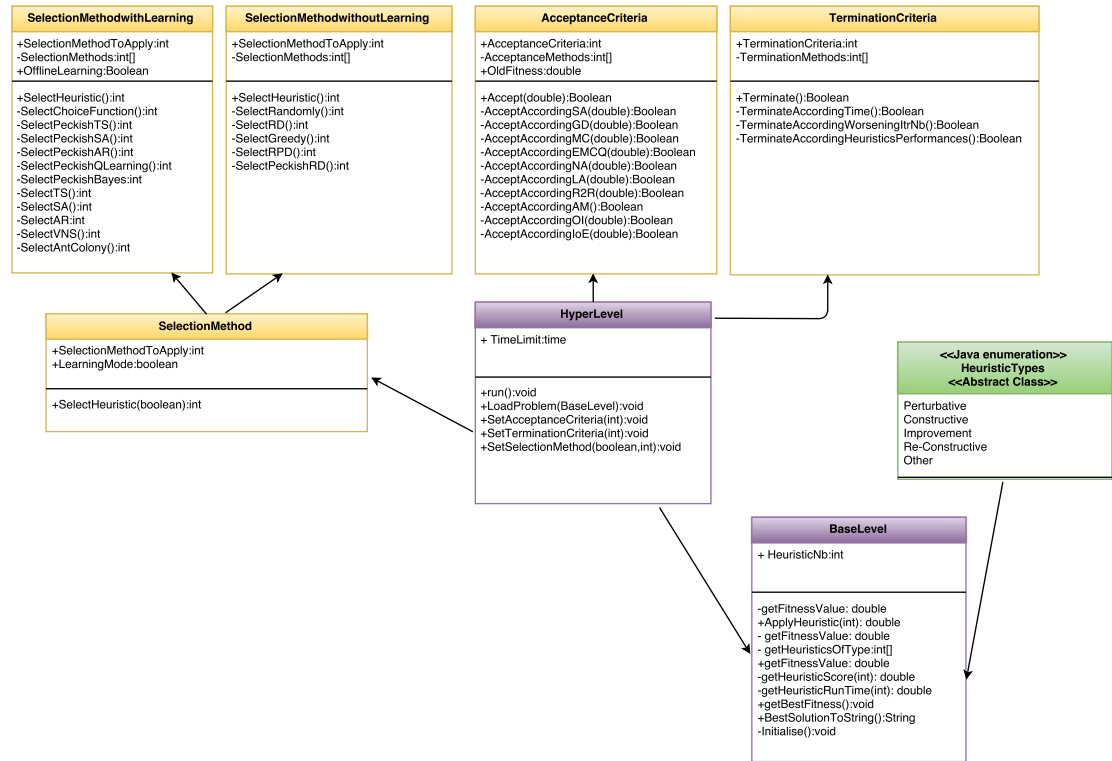 SelectionMethodwithLearning
+SelectionMethodToApply:int
-SelectionMethods:int[]
+OfflineLearning:Boolean
+SelectHeuristic():int
-SelectChoiceFunction():int
-SelectPeckishTS():int
-SelectPeckishSA():int
-SelectPeckishAR():int
-SelectPeckishQLearning():int
-SelectPeckishBayes:int
-SelectTS():int
-SelectSA():int
-SelectAR:int
-SelectVNS():int
-SelectAntColony():int
SelectionMethodwithoutLearning
+SelectionMethodToApply:int
-SelectionMethods:int[]
+SelectHeuristic():int
-SelectRandomly():int
-SelectRD():int
-SelectGreedy():int
-SelectRPD():int
-SelectPeckishRD():int
AcceptanceCriteria
+AcceptanceCriteria:int
-AcceptanceMethods:int[]
+OldFitness:double
+Accept(double):Boolean
-AcceptAccordingSA(double):Boolean
-AcceptAccordingGD(double):Boolean
-AcceptAccordingMC(double):Boolean
-AcceptAccordingEMCQ(double):Boolean
-AcceptAccordingNA(double):Boolean
-AcceptAccordingLA(double):Boolean
-AcceptAccordingR2R(double):Boolean
-AcceptAccordingAM():Boolean
-AcceptAccordingOI(double):Boolean
-AcceptAccordingIoE(double):Boolean
TerminationCriteria
+TerminationCriteria:int
-TerminationMethods:int[]
+Terminate():Boolean
-TerminateAccordingTime():Boolean
-TerminateAccordingWorseningItrNb():Boolean
-TerminateAccordingHeuristicsPerformances():Boolean
SelectionMethod
+SelectionMethodToApply:int
+LearningMode:boolean
+SelectHeuristic(boolean):int
HyperLevel
+ TimeLimit:time
+run():void
+LoadProblem(BaseLevel):void
+SetAcceptanceCriteria(int):void
+SetTerminationCriteria(int):void
+SetSelectionMethod(boolean,int):void
<<Java enumeration>>
HeuristicTypes
<<Abstract Class>>
Perturbative
Constructive
Improvement
Re-Constructive
Other
BaseLevel
+ HeuristicNb:int
-getFitnessValue: double
+ApplyHeuristic(int): double
- getFitnessValue: double
- getHeuristicsOfType:int[]
+getFitnessValue: double
-getHeuristicScore(int): double
-getHeuristicRunTime(int): double
+getBestFitness():void
+BestSolutionToString():String
-Initialise():void